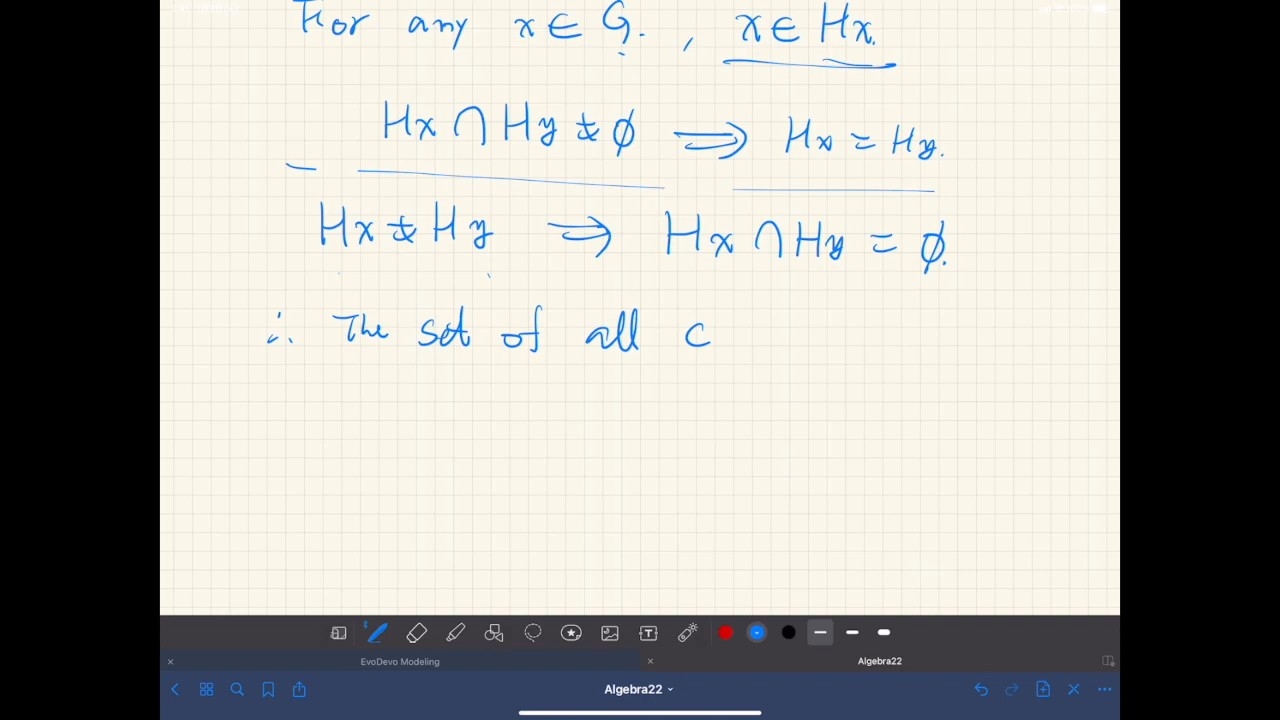 For any x ∈ G. , x ∈ Hx.
Hx ∩ Hy ≠ ∅ ⟹ Hx = Hy.
Hx ≠ Hy ⟹ Hx ∩ Hy = ∅.
∴ The set of all c
EvoDevo Modeling
Algebra22
Algebra22